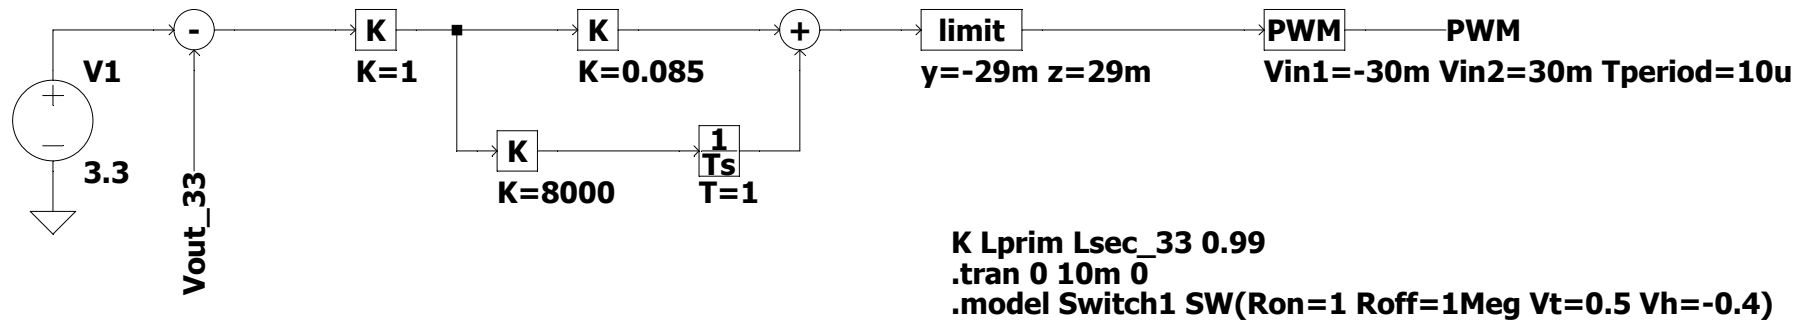 -
K
K
+
limit
PWM
PWM
V1
K=1
K=0.085
y=-29m z=29m
Vin1=-30m Vin2=30m Tperiod=10u
+
K
1
Ts
3.3
Vout_33
K=8000
T=1
K Lprim Lsec_33 0.99
.tran 0 10m 0
.model Switch1 SW(Ron=1 Roff=1Meg Vt=0.5 Vh=-0.4)